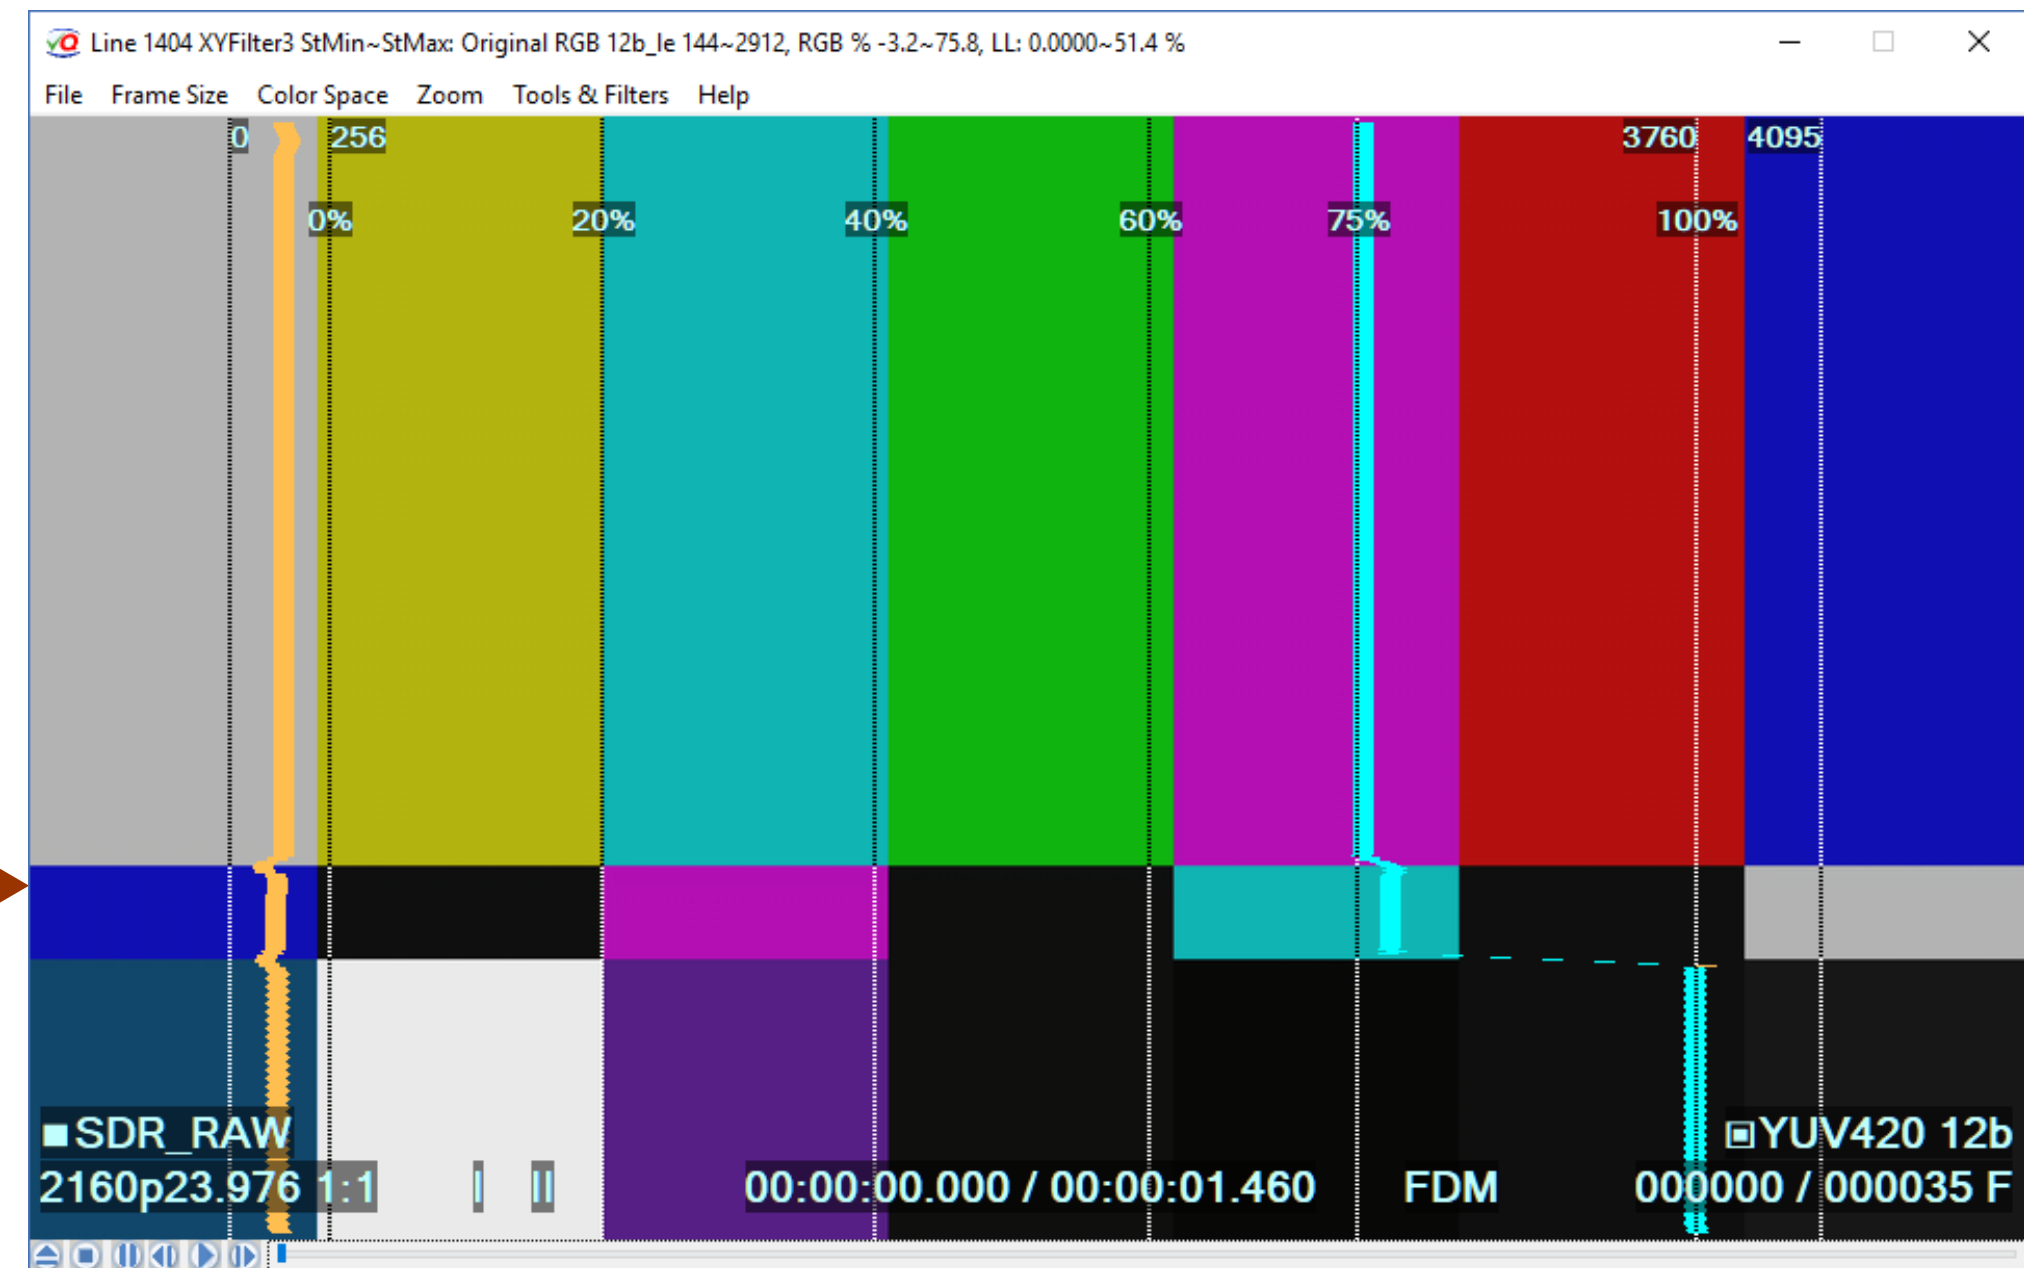 Line 1404 XYFilter3 StMin~StMax: Original RGB 12b_le 144~2912, RGB % -3.2~75.8, LL: 0.0000~51.4 %
File Frame Size Color Space Zoom Tools & Filters Help
0 256 3760 4095
0% 20% 40% 60% 75% 100%
SDR_RAW YUV420 12b
2160p23.976 1:1 00:00:00.000 / 00:00:01.460 FDM 000000 / 000035 F